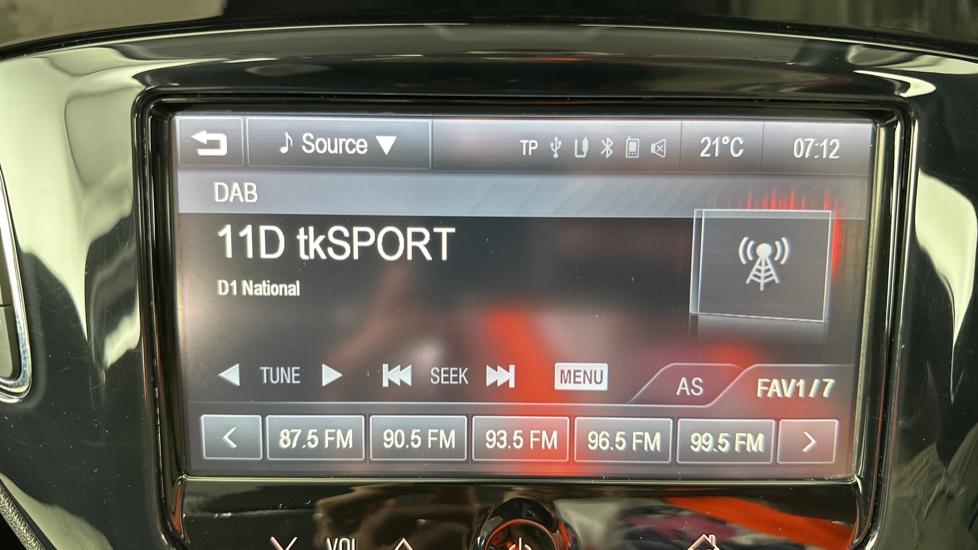 Source TP 21°C 07:12
DAB
11D tkSPORT
D1 National
TUNE SEEK MENU AS FAV1/7
87.5 FM 90.5 FM 93.5 FM 96.5 FM 99.5 FM
VOL